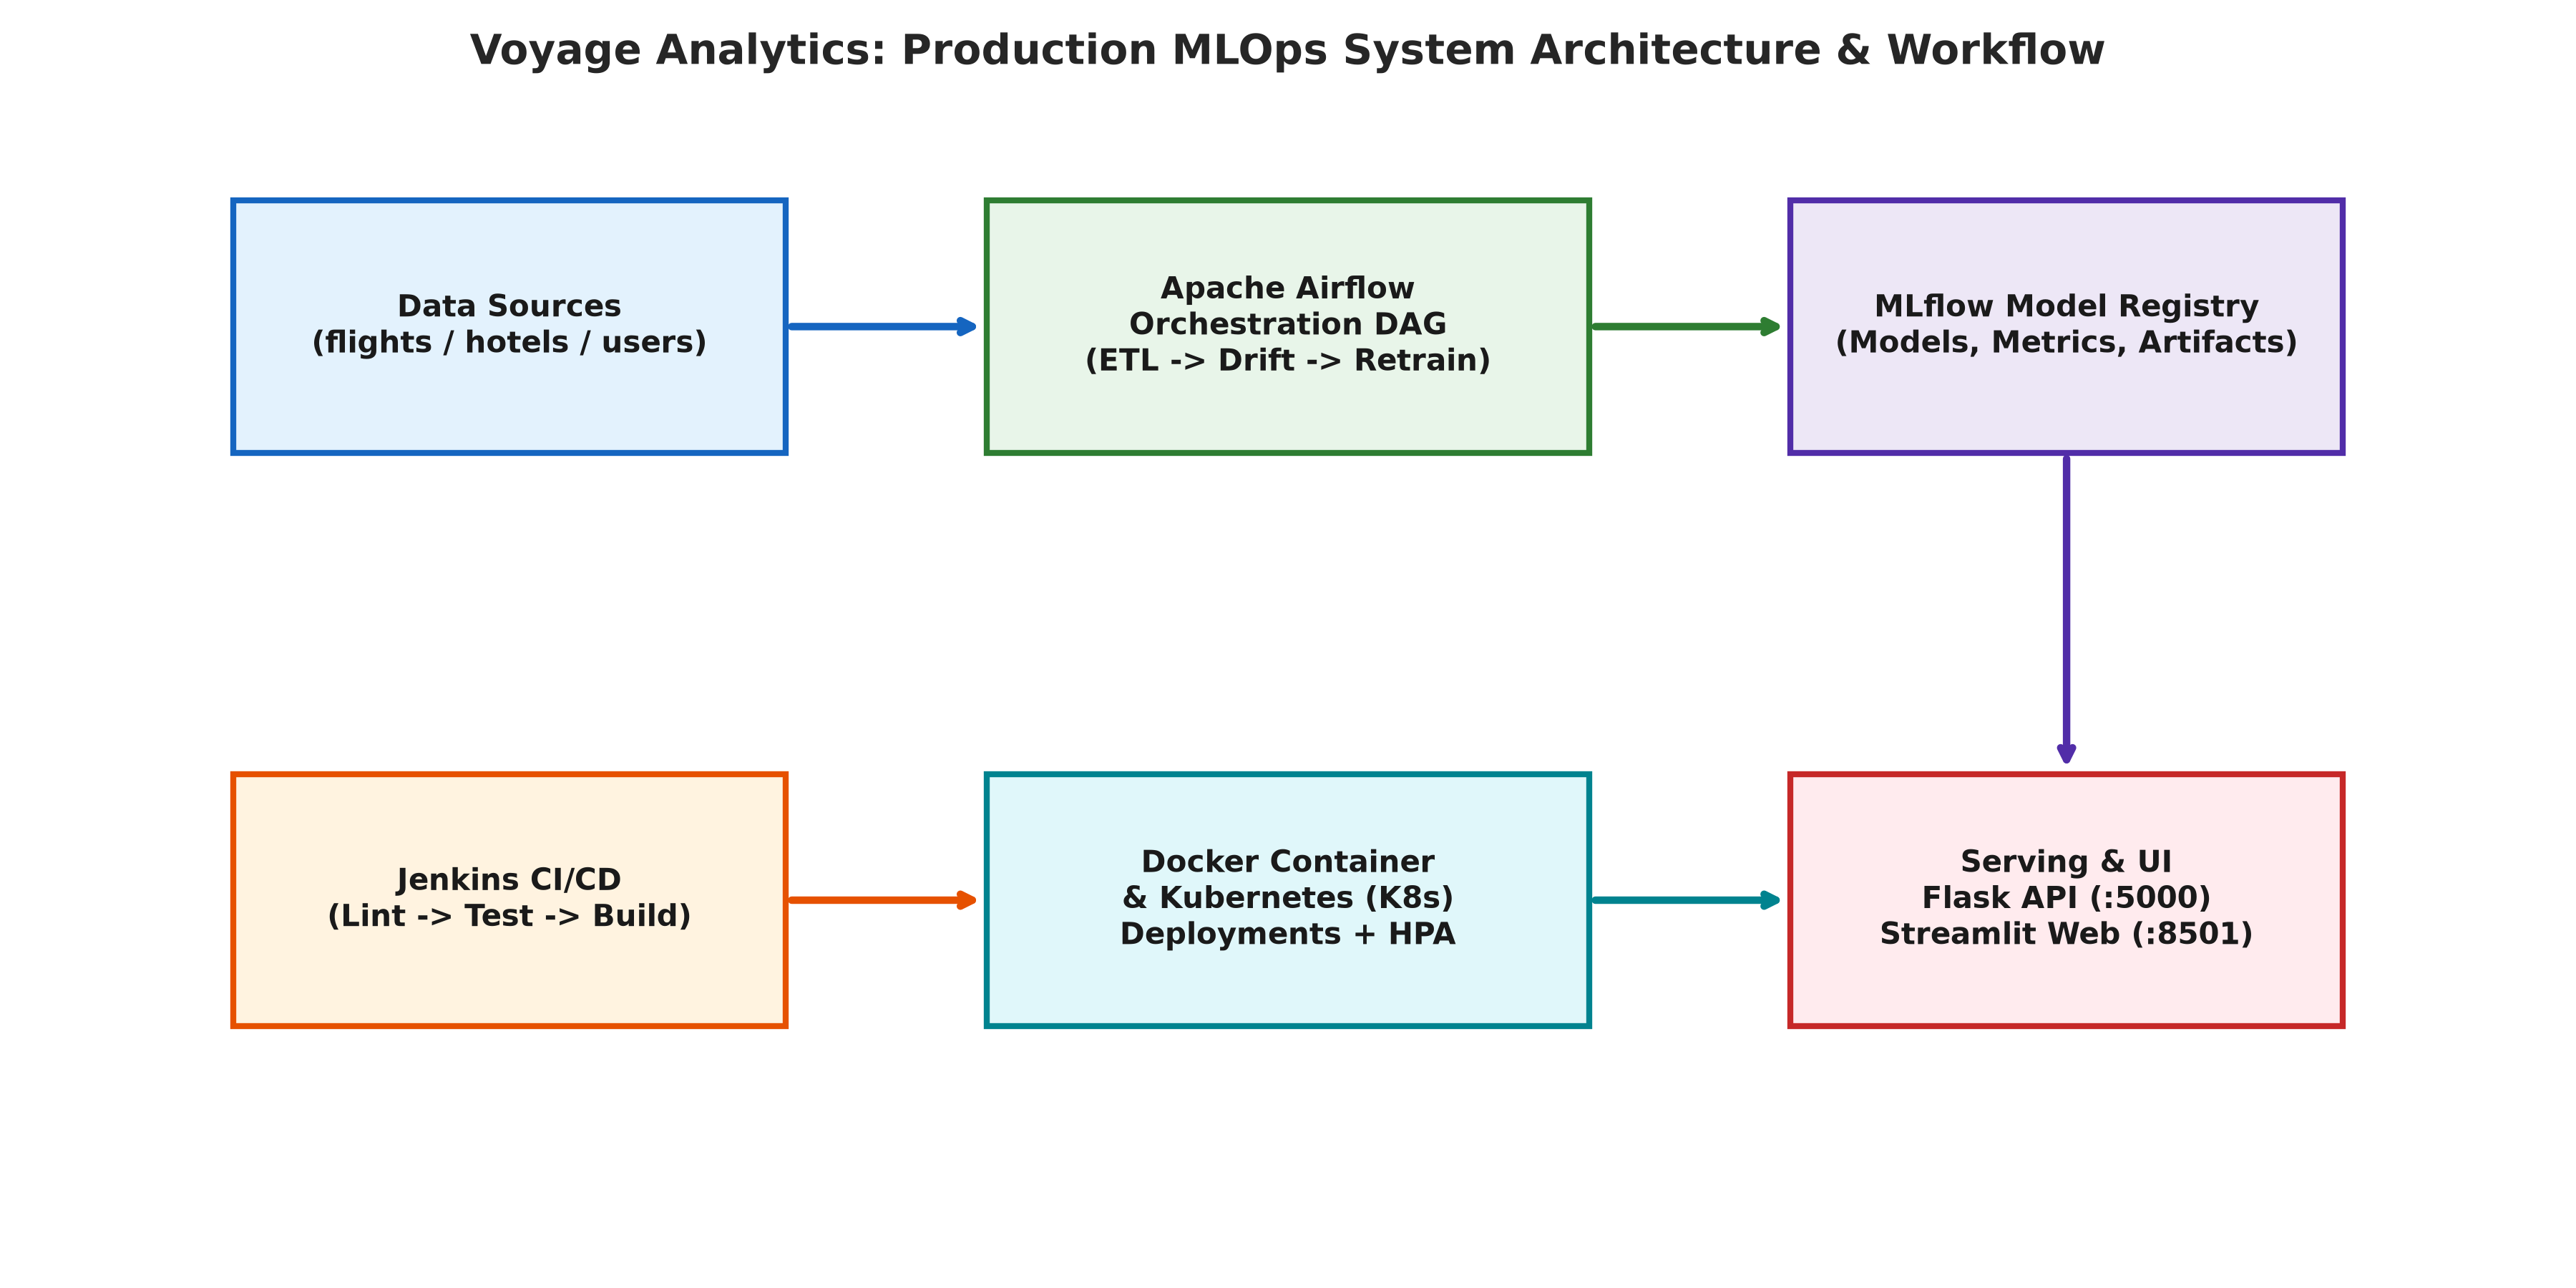 Voyage Analytics: Production MLOps System Architecture & Workflow
Data Sources
(flights / hotels / users)
Apache Airflow
Orchestration DAG
(ETL -> Drift -> Retrain)
MLflow Model Registry
(Models, Metrics, Artifacts)
Jenkins CI/CD
(Lint -> Test -> Build)
Docker Container
& Kubernetes (K8s)
Deployments + HPA
Serving & UI
Flask API (:5000)
Streamlit Web (:8501)